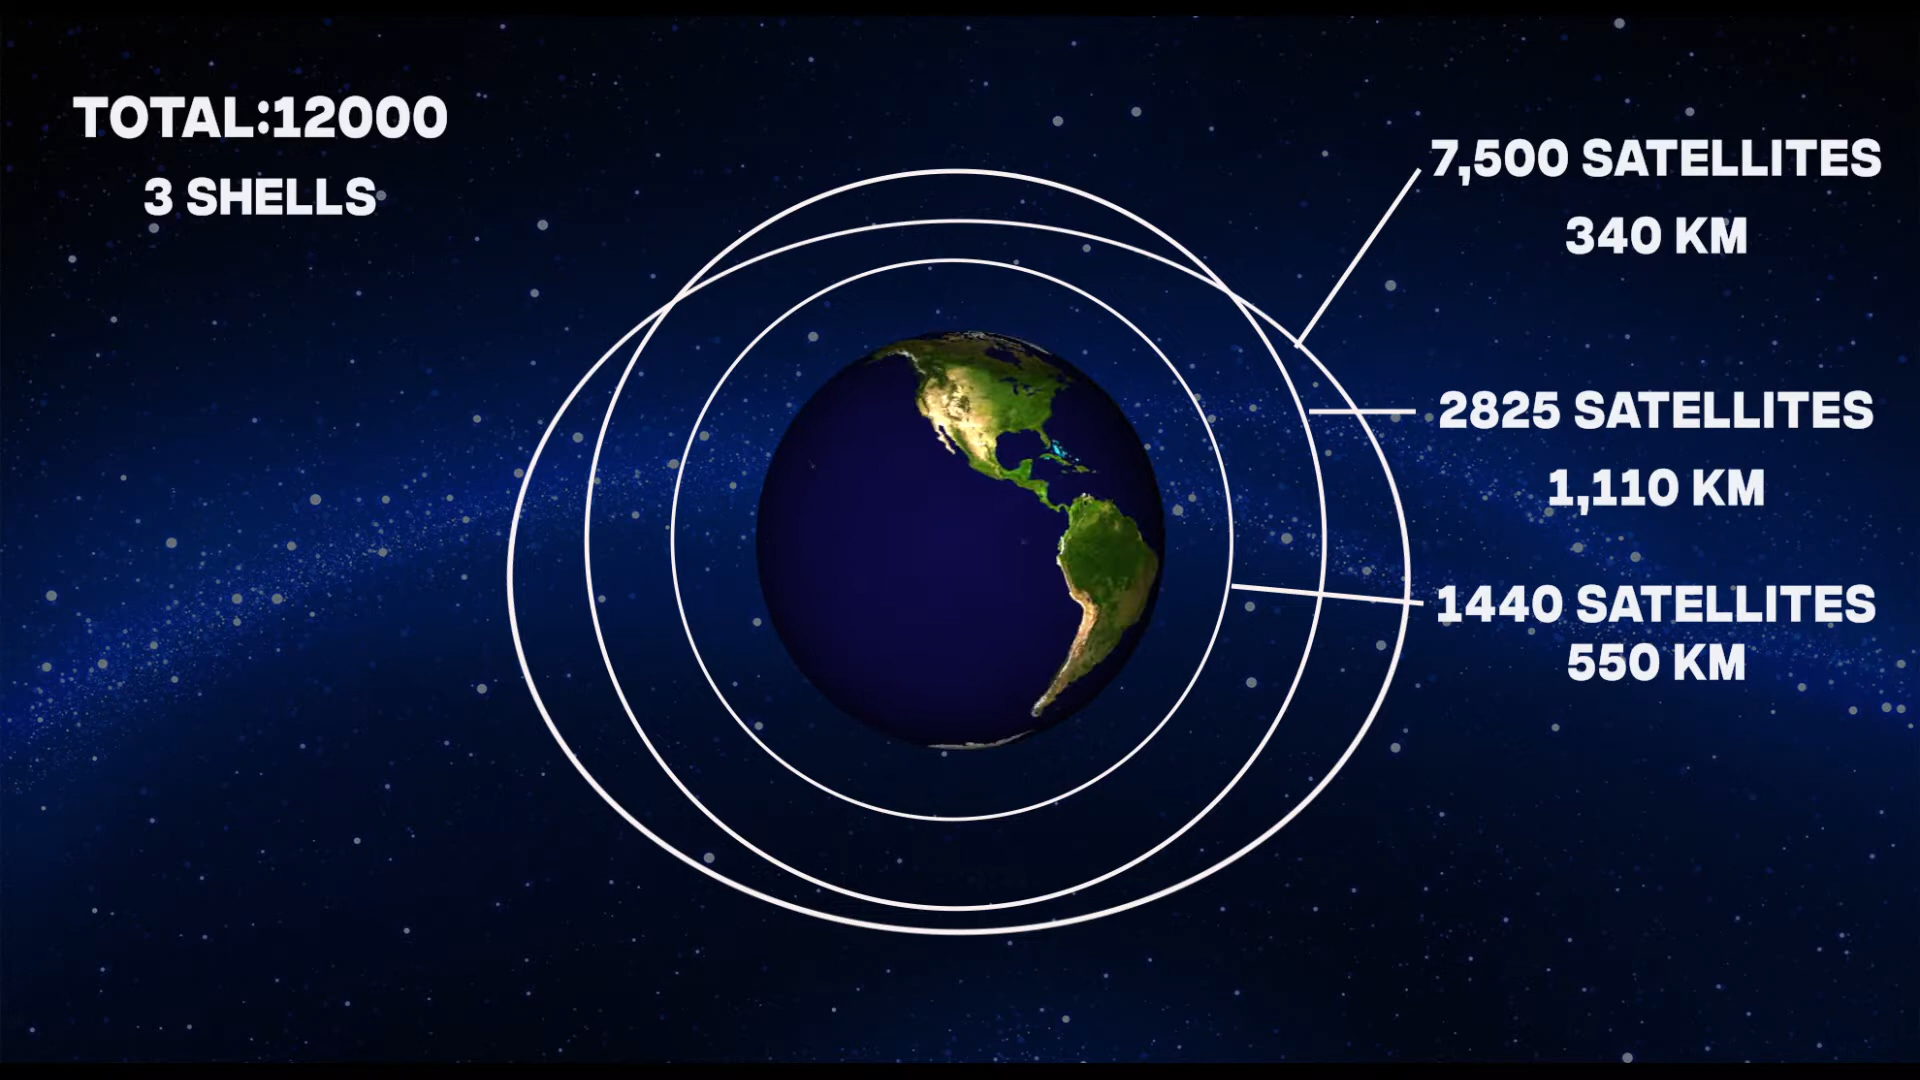 TOTAL:12000
3 SHELLS
7,500 SATELLITES
340 KM
2825 SATELLITES
1,110 KM
1440 SATELLITES
550 KM